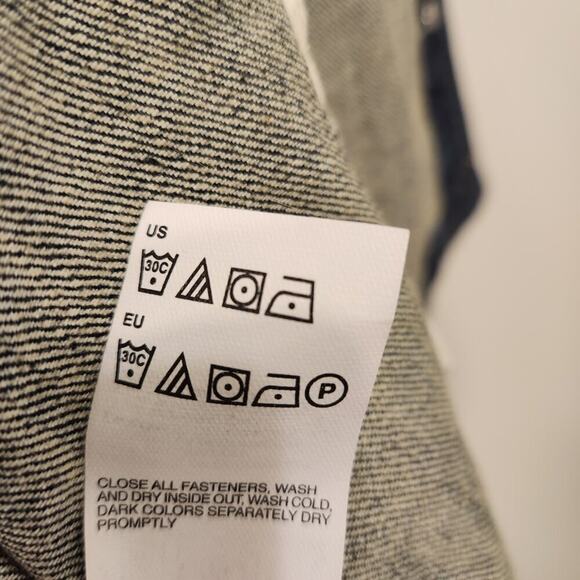 US
30C
EU
30C
P
CLOSE ALL FASTENERS, WASH
AND DRY INSIDE OUT, WASH COLD,
DARK COLORS SEPARATELY DRY
PROMPTLY